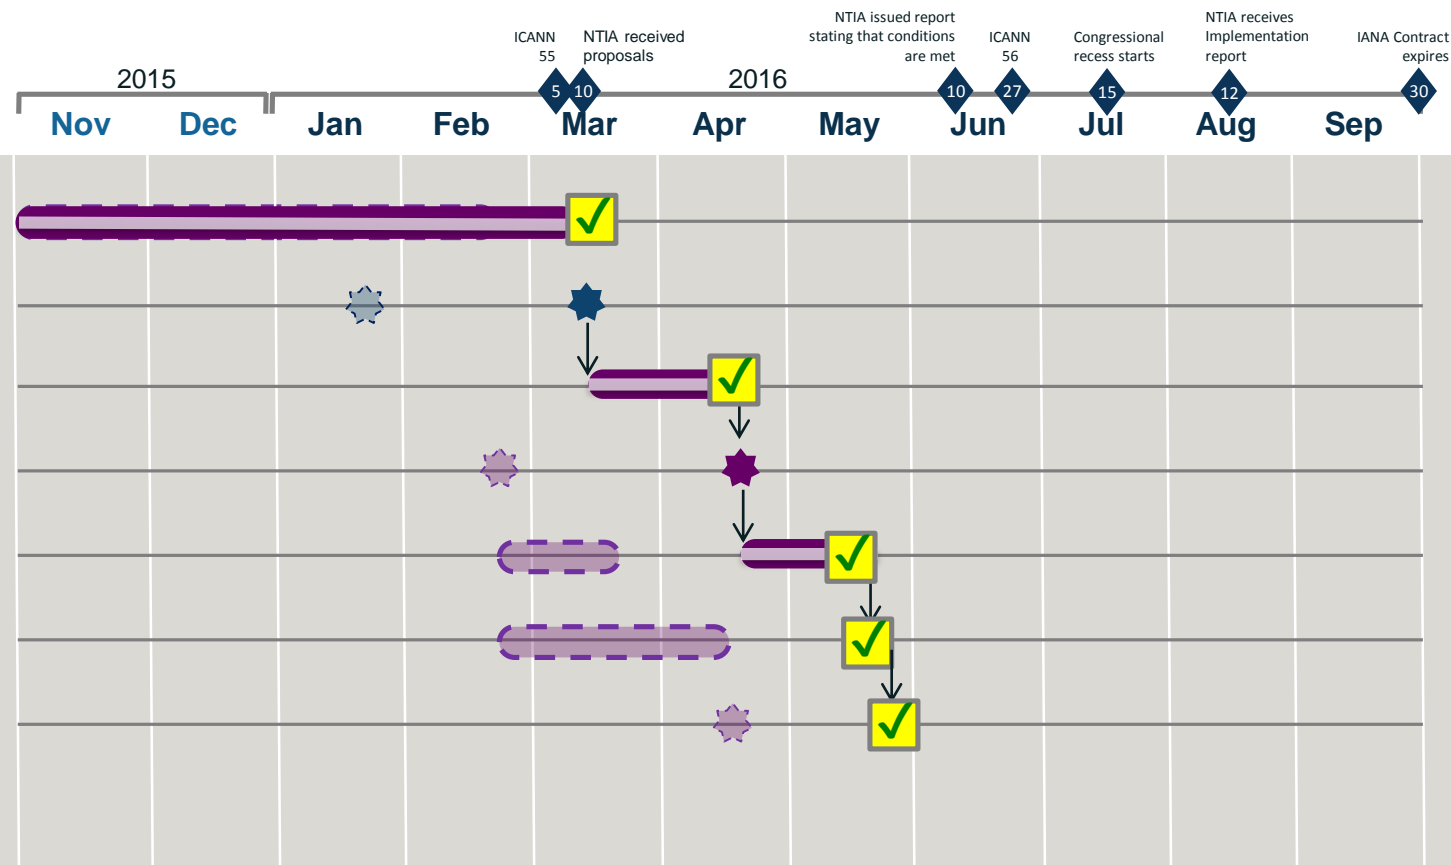 NTIA issued report
stating that conditions
are met
NTIA receives
Implementation
report
ICANN
55
NTIA received
proposals
ICANN
56
Congressional
recess starts
IANA Contract
expires
2015
2016
5
10
10
27
15
12
30
Nov
Dec
Jan
Feb
Mar
Apr
May
Jun
Jul
Aug
Sep